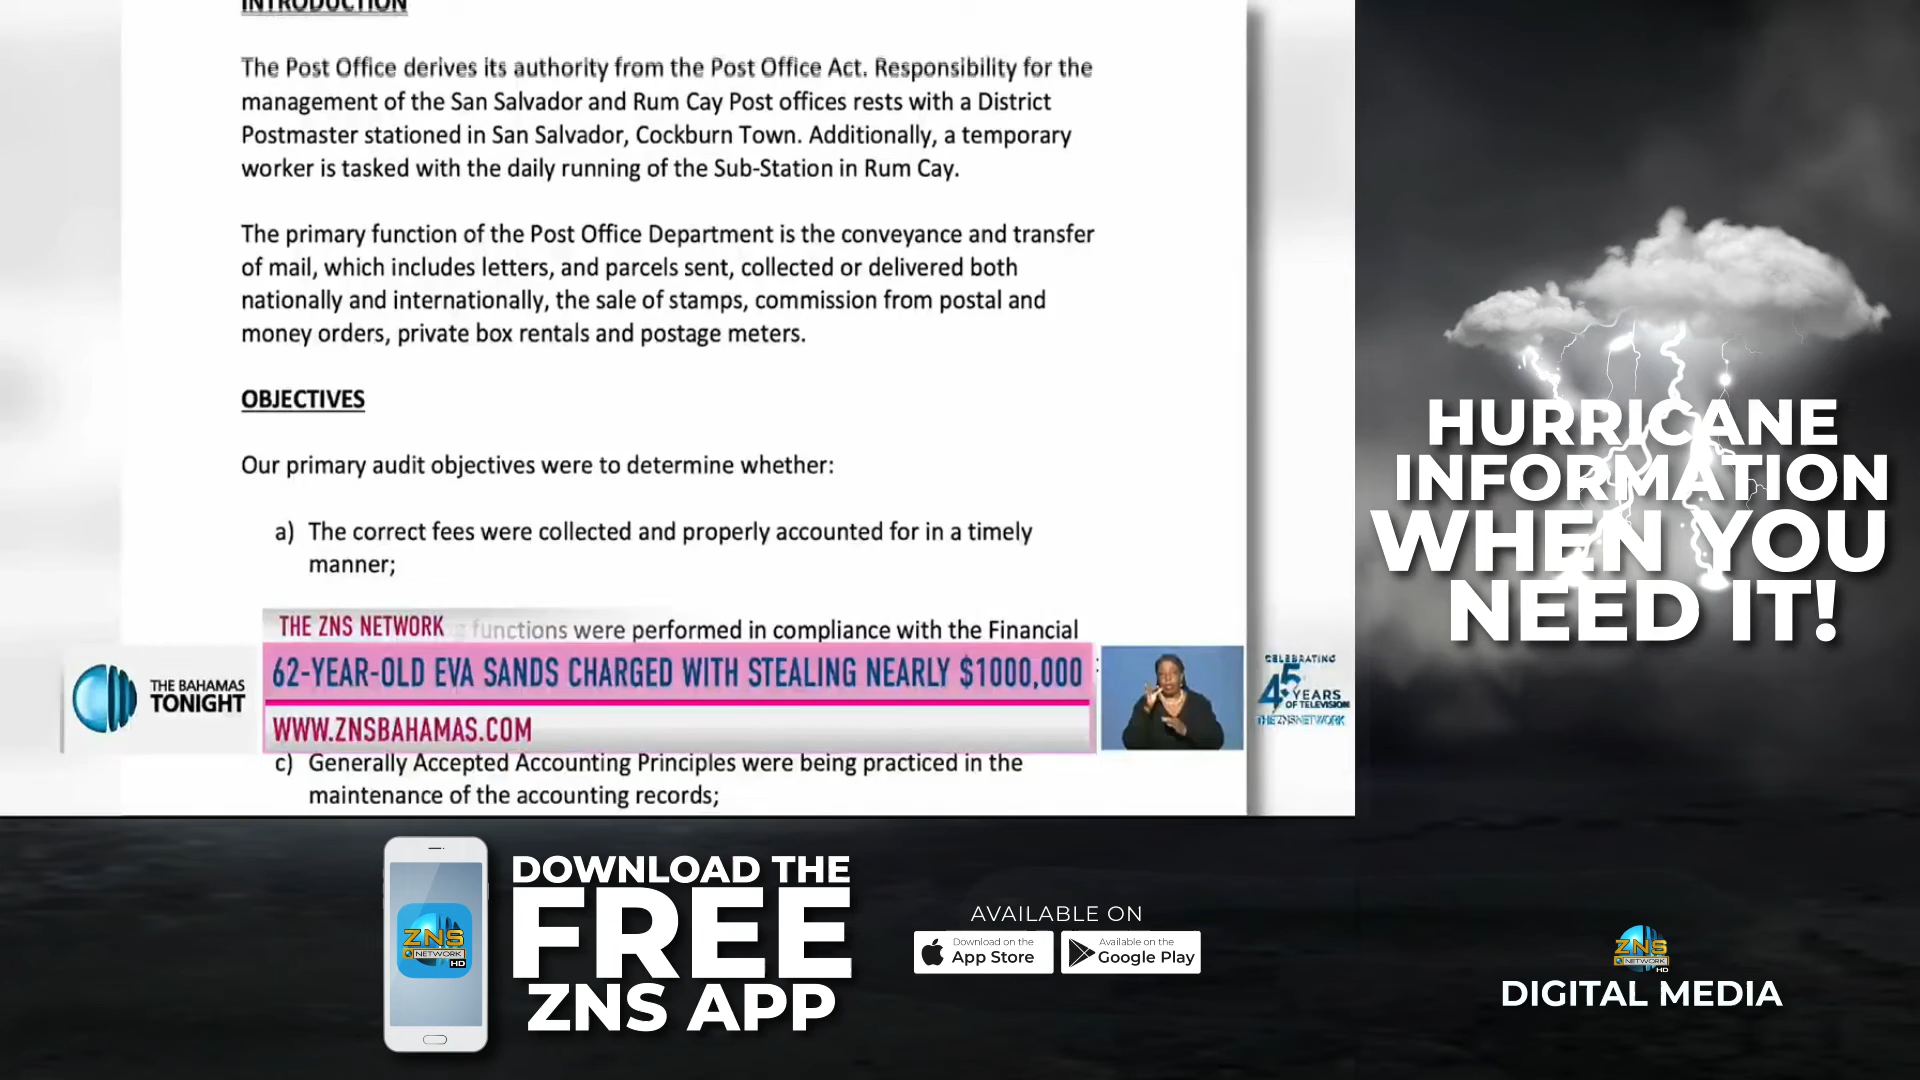 INTRODUCTION
The Post Office derives its authority from the Post Office Act. Responsibility for the
management of the San Salvador and Rum Cay Post offices rests with a District
Postmaster stationed in San Salvador, Cockburn Town. Additionally, a temporary
worker is tasked with the daily running of the Sub-Station in Rum Cay.
The primary function of the Post Office Department is the conveyance and transfer
of mail, which includes letters, and parcels sent, collected or delivered both
nationally and internationally, the sale of stamps, commission from postal and
money orders, private box rentals and postage meters.
OBJECTIVES
Our primary audit objectives were to determine whether:
a) The correct fees were collected and properly accounted for in a timely
manner;
functions were performed in compliance with the Financial
THE ZNS NETWORK
62-YEAR-OLD EVA SANDS CHARGED WITH STEALING NEARLY $1000,000
WWW.ZNSBAHAMAS.COM
THE BAHAMAS
TONIGHT
CELEBRATING
45 YEARS
OF TELEVISION
THE ZNS NETWORK
c) Generally Accepted Accounting Principles were being practiced in the
maintenance of the accounting records;
HURRICANE
INFORMATION
WHEN YOU
NEED IT!
ZNS
NETWORK
HD
DOWNLOAD THE
FREE
ZNS APP
AVAILABLE ON
Download on the
App Store
Available on the
Google Play
ZNS
NETWORK
HD
DIGITAL MEDIA